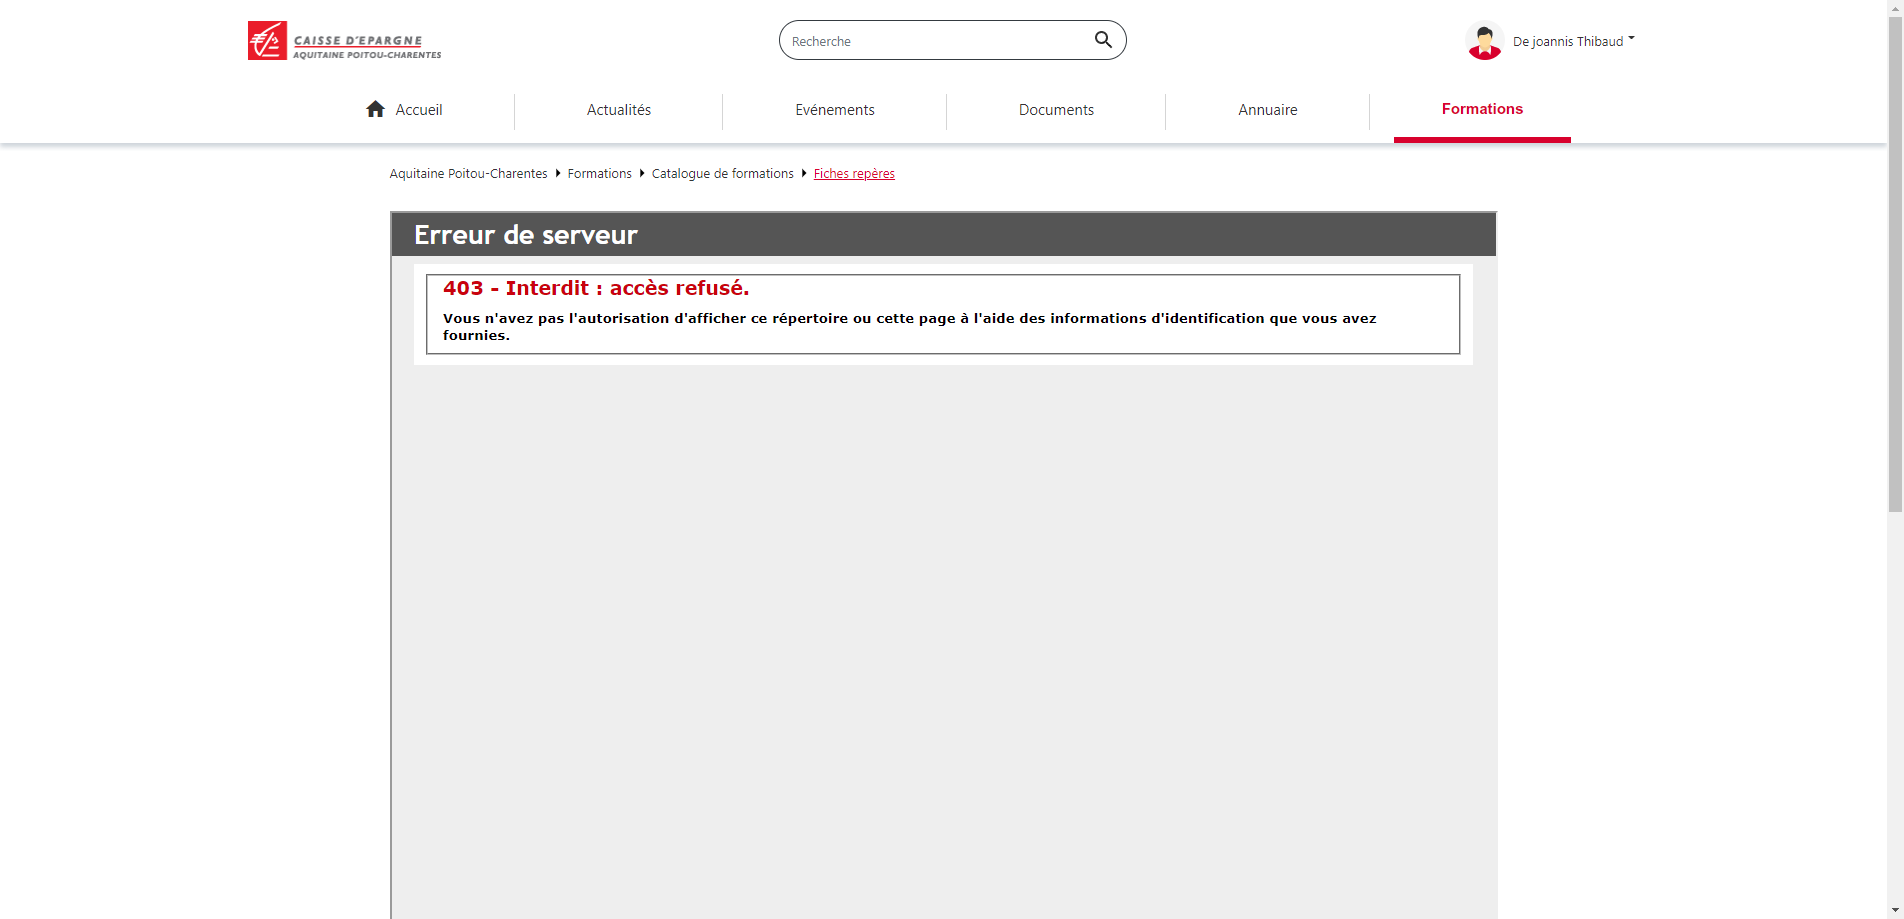 CAISSE D'EPARGNE
AQUITAINE POITOU-CHARENTES
Recherche
De joannis Thibaud
Accueil
Actualités
Evénements
Documents
Annuaire
Formations
Aquitaine Poitou-Charentes
Formations
Catalogue de formations
Fiches repères
Erreur de serveur
403 - Interdit : accès refusé.
Vous n'avez pas l'autorisation d'afficher ce répertoire ou cette page à l'aide des informations d'identification que vous avez
fournies.